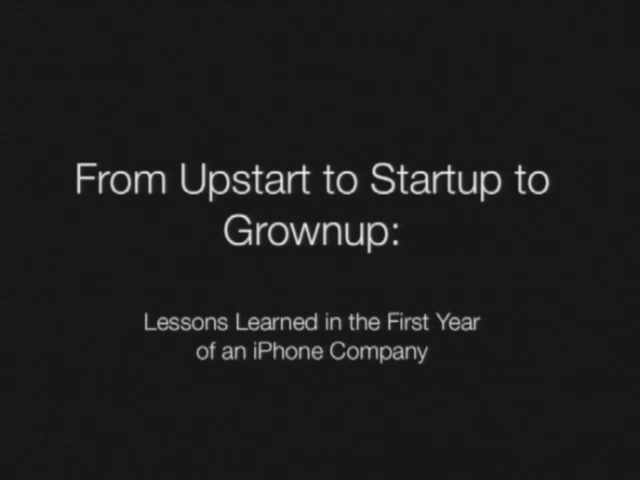 From Upstart to Startup to
Grownup:
Lessons Learned in the First Year
of an iPhone Company